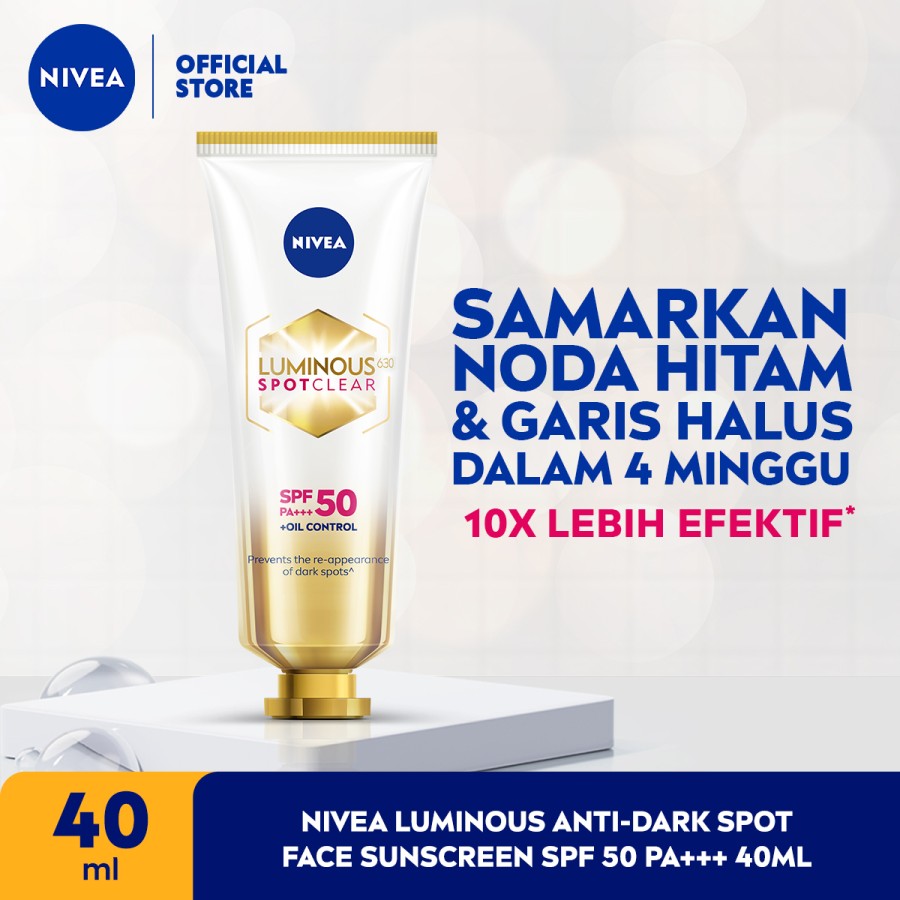 NIVEA
OFFICIAL
STORE
NIVEA
LUMINOUS630
SPOTCLEAR
SPF 50
PA+++
+OIL CONTROL
Prevents the re-appearance
of dark spots^
SAMARKAN
NODA HITAM
& GARIS HALUS
DALAM 4 MINGGU
10X LEBIH EFEKTIF*
40
ml
NIVEA LUMINOUS ANTI-DARK SPOT
FACE SUNSCREEN SPF 50 PA+++ 40ML